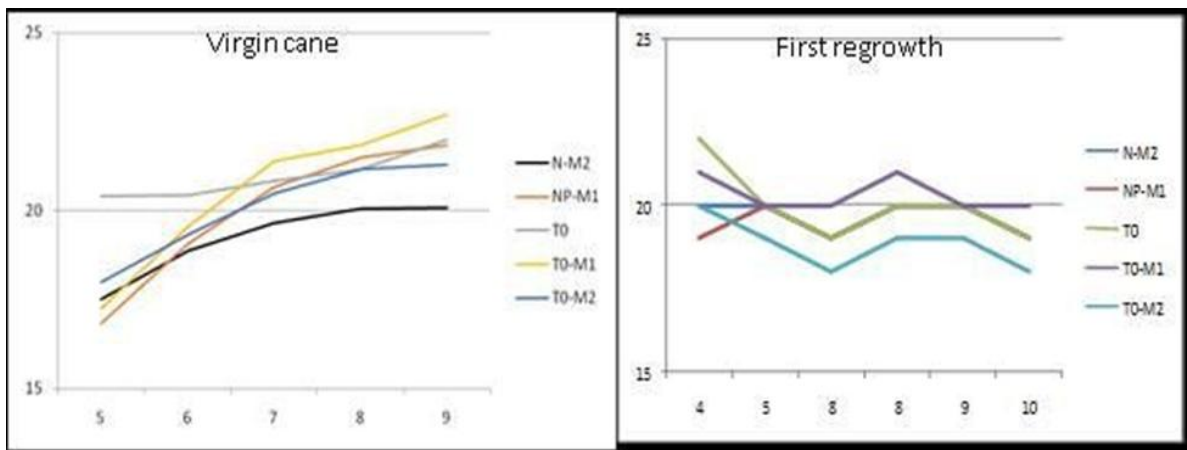 Virgin cane
25
20
15
5 6 7 8 9
N-M2
NP-M1
T0
T0-M1
T0-M2
First regrowth
25
20
15
4 5 8 8 9 10
N-M2
NP-M1
T0
T0-M1
T0-M2